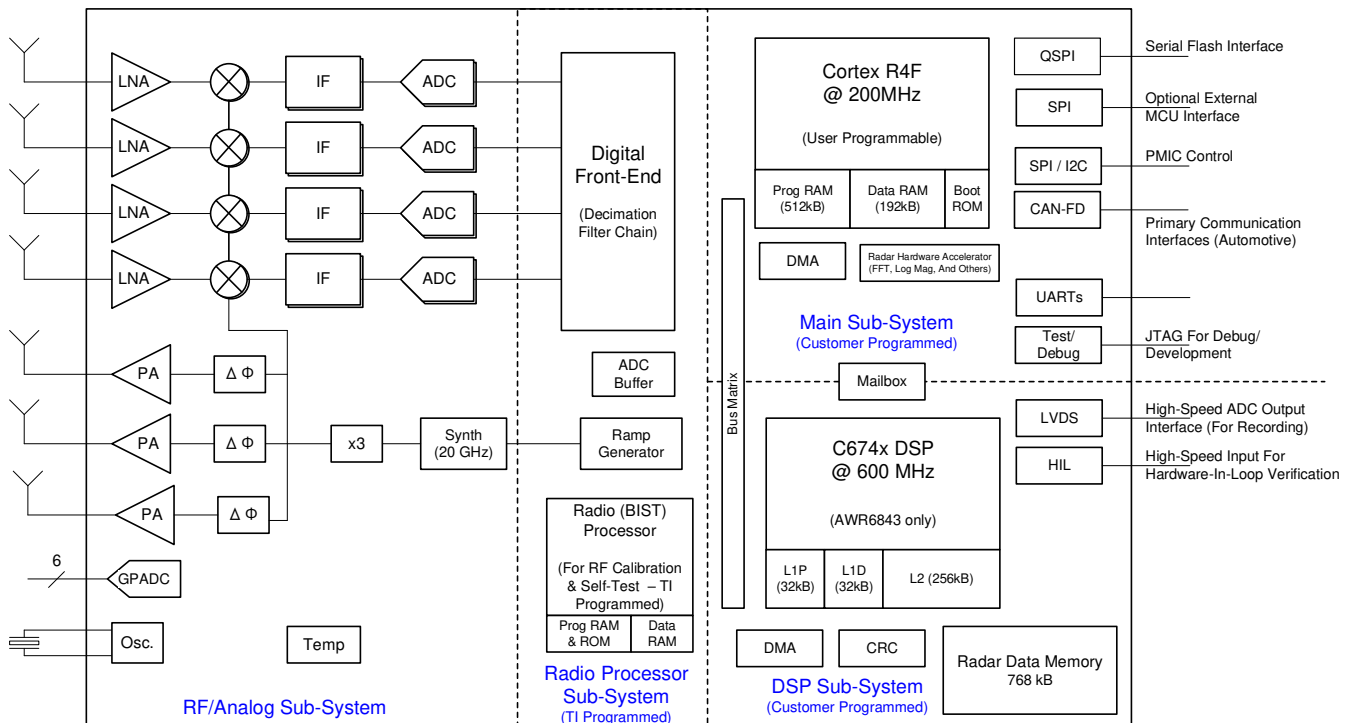 LNA
IF
ADC
LNA
IF
ADC
LNA
IF
ADC
LNA
IF
ADC
PA
Δ Φ
PA
Δ Φ
x3
Synth
(20 GHz)
PA
Δ Φ
6
GPADC
Osc.
Temp
RF/Analog Sub-System
Digital
Front-End
(Decimation
Filter Chain)
ADC
Buffer
Ramp
Generator
Radio (BIST)
Processor
(For RF Calibration
& Self-Test – TI
Programmed)
Prog RAM
& ROM
Data
RAM
Radio Processor
Sub-System
(TI Programmed)
Bus Matrix
Cortex R4F
@ 200MHz
(User Programmable)
Prog RAM
(512kB)
Data RAM
(192kB)
Boot
ROM
DMA
Radar Hardware Accelerator
(FFT, Log Mag, And Others)
Main Sub-System
(Customer Programmed)
Mailbox
C674x DSP
@ 600 MHz
(AWR6843 only)
L1P
(32kB)
L1D
(32kB)
L2 (256kB)
DMA
CRC
DSP Sub-System
(Customer Programmed)
Radar Data Memory
768 kB
QSPI
Serial Flash Interface
SPI
Optional External
MCU Interface
SPI / I2C
PMIC Control
CAN-FD
Primary Communication
Interfaces (Automotive)
UARTs
Test/
Debug
JTAG For Debug/
Development
LVDS
High-Speed ADC Output
Interface (For Recording)
HIL
High-Speed Input For
Hardware-In-Loop Verification